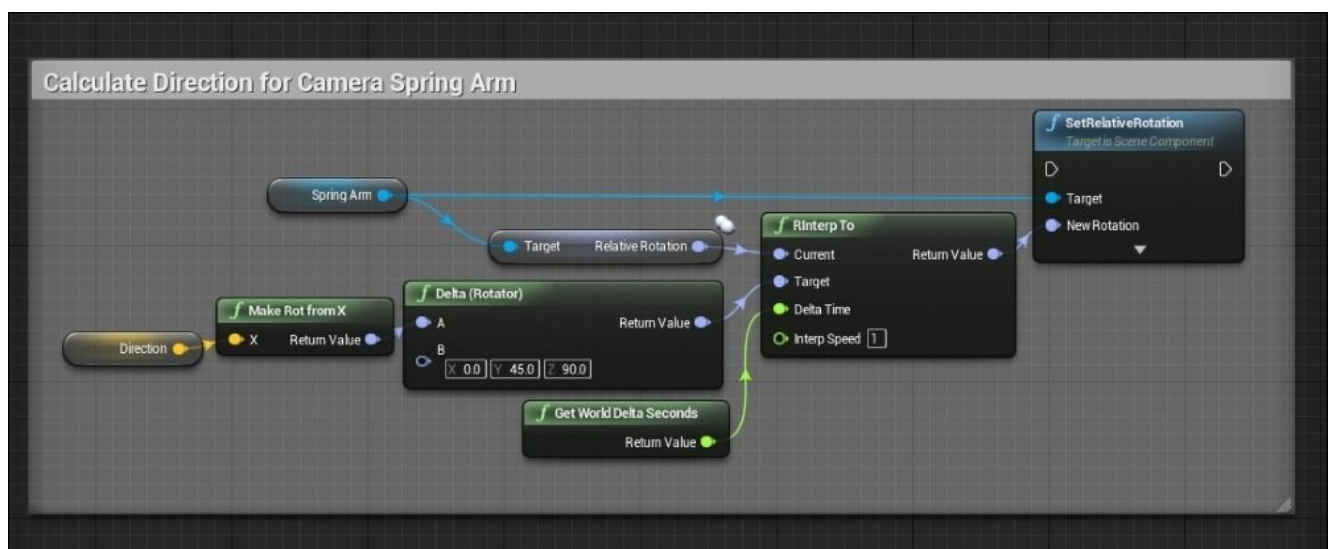 Calculate Direction for Camera Spring Arm
f SetRelativeRotation
Target is Scene Component
Target
New Rotation
Spring Arm
Target Relative Rotation
f RInterp To
Current Return Value
Target
Delta Time
Interp Speed 1
f Delta (Rotator)
A Return Value
B
X 0.0 Y 45.0 Z 90.0
f Make Rot from X
X Return Value
Direction
f Get World Delta Seconds
Return Value